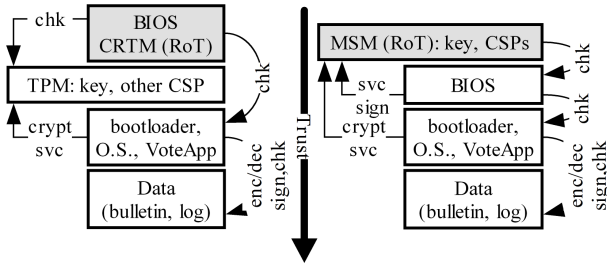 chk
BIOS
CRTM (RoT)
chk
TPM: key, other CSP
crypt
svc
bootloader,
O.S., VoteApp
enc/dec
sign,chk
Data
(bulletin, log)
Trust
MSM (RoT): key, CSPs
chk
svc
sign
BIOS
chk
crypt
svc
bootloader,
O.S., VoteApp
enc/dec
sign,chk
Data
(bulletin, log)